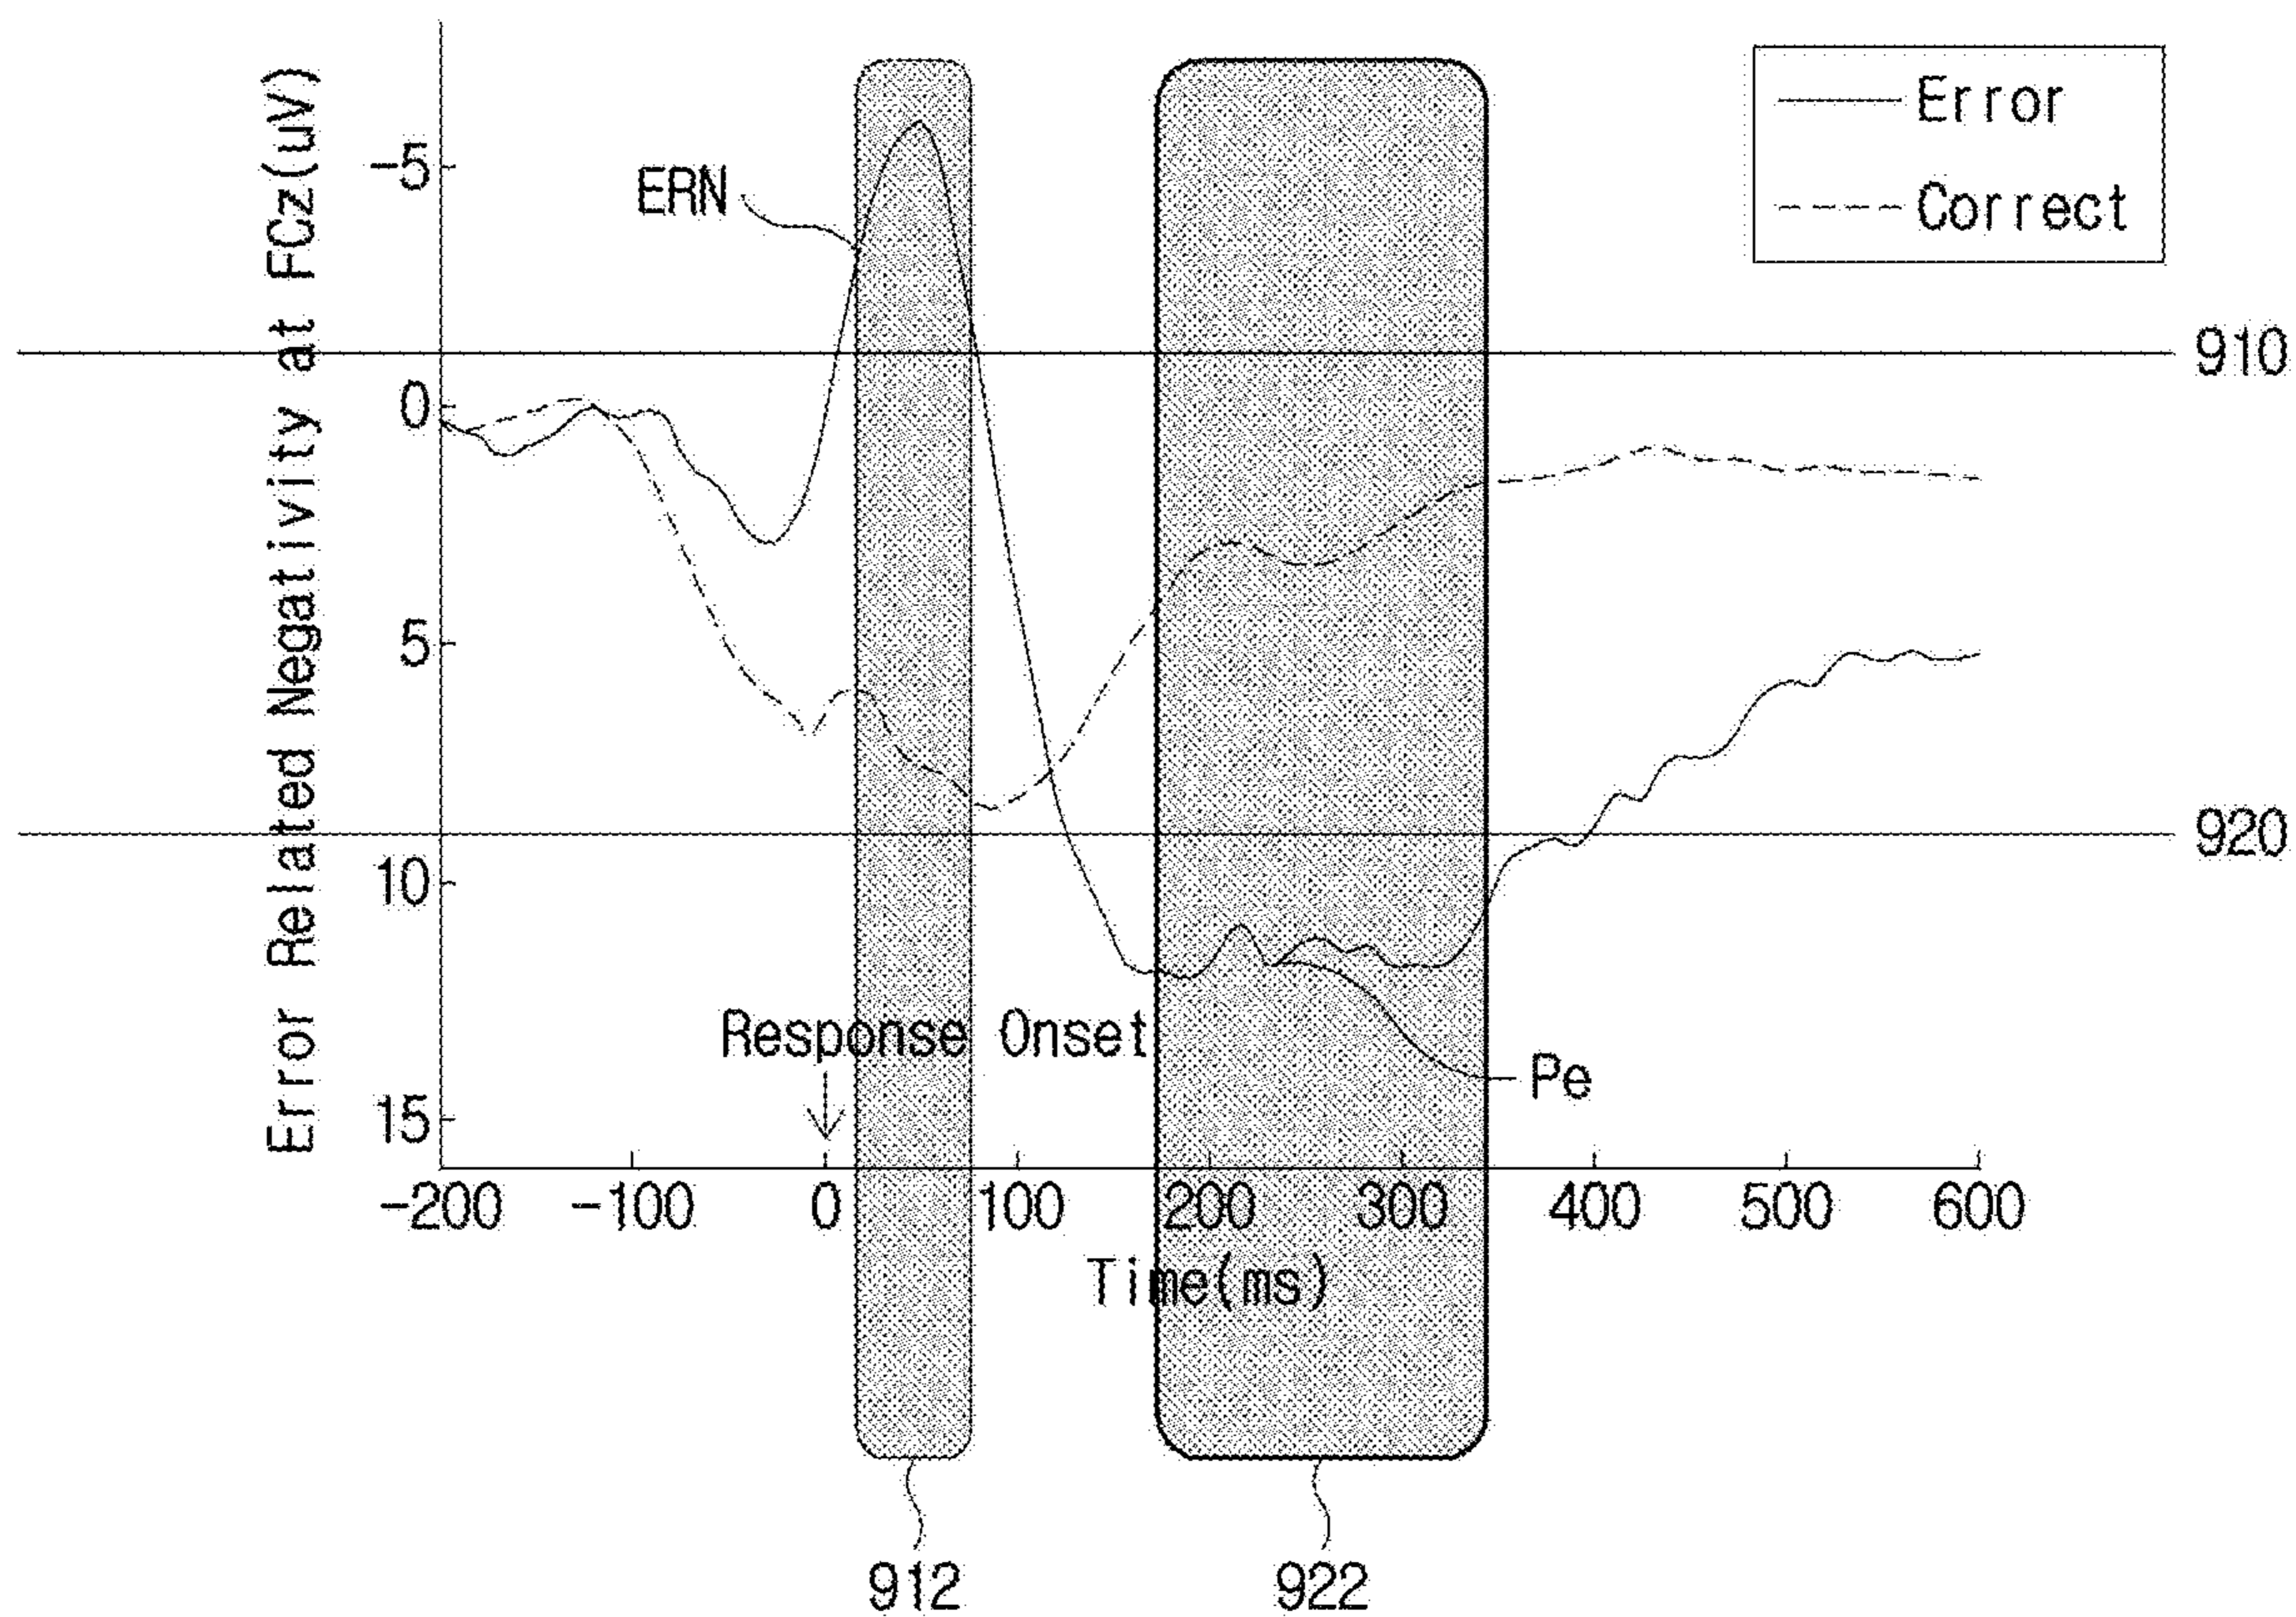 Error Related Negativity at FCz(uV)
-5
0
5
10
15
ERN
Error
Correct
910
920
Response Onset
Pe
-200 -100 0 100 200 300 400 500 600
Time(ms)
912 922